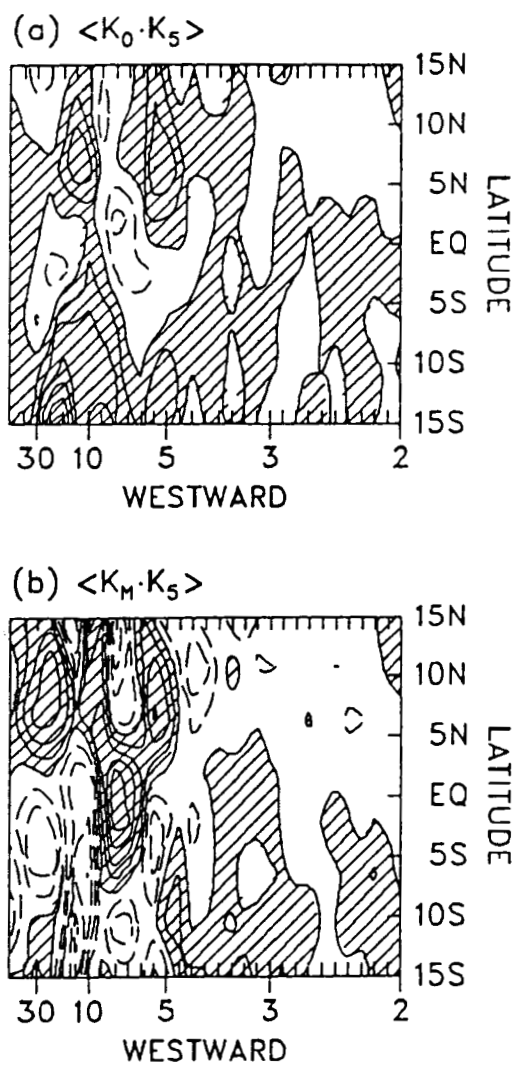 (a) <K₀·K₅>
15N
10N
5N
EQ
5S
10S
15S
LATITUDE
30 10 5 3 2
WESTWARD
(b) <K_M·K₅>
15N
10N
5N
EQ
5S
10S
15S
LATITUDE
30 10 5 3 2
WESTWARD